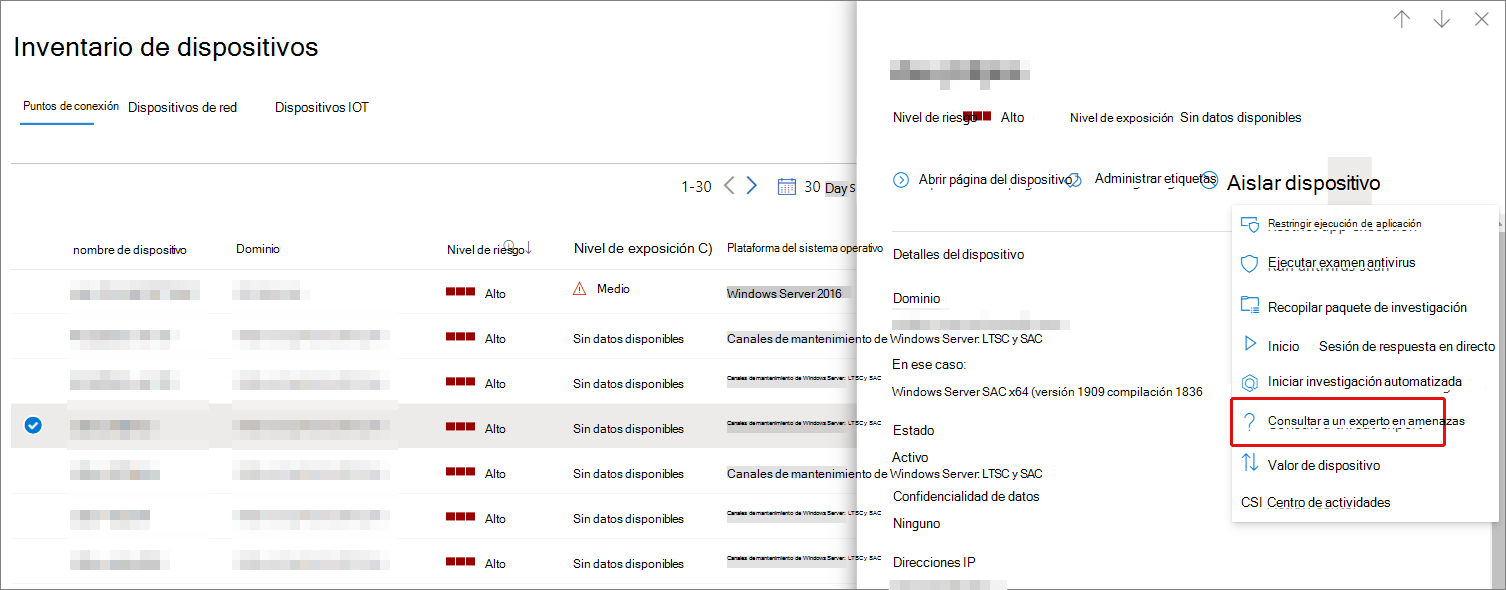 Inventario de dispositivos
Puntos de conexión Dispositivos de red Dispositivos IOT
1-30 30 Day s
nombre de dispositivo Dominio Nivel de riesgo Nivel de exposición C) Plataforma del sistema operativo
Alto Medio Windows Server 2016
Alto Sin datos disponibles Canales de mantenimiento de Windows Server: LTSC y SAC
Alto Sin datos disponibles Canales de mantenimiento de Windows Server: LTSC y SAC
Alto Sin datos disponibles Canales de mantenimiento de Windows Server: LTSC y SAC
Alto Sin datos disponibles Canales de mantenimiento de Windows Server: LTSC y SAC
Alto Sin datos disponibles Canales de mantenimiento de Windows Server: LTSC y SAC
Alto Sin datos disponibles Canales de mantenimiento de Windows Server: LTSC y SAC
Nivel de riesgo Alto Nivel de exposición Sin datos disponibles
Abrir página del dispositivo Administrar etiquetas Aislar dispositivo
Detalles del dispositivo
Dominio
En ese caso:
Windows Server SAC x64 (versión 1909 compilación 1836
Estado
Activo
Confidencialidad de datos
Ninguno
Direcciones IP
Restringir ejecución de aplicación
Ejecutar examen antivirus
Recopilar paquete de investigación
Inicio Sesión de respuesta en directo
Iniciar investigación automatizada
Consultar a un experto en amenazas
Valor de dispositivo
CSI Centro de actividades